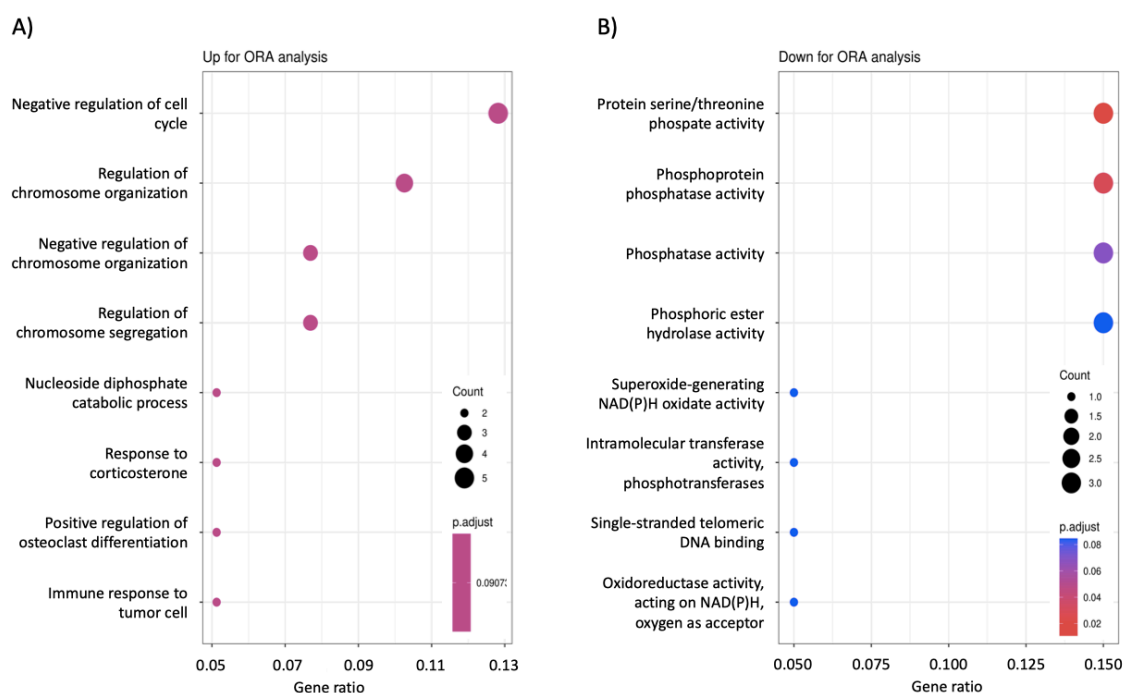 A)
Up for ORA analysis
Negative regulation of cell
cycle
Regulation of
chromosome organization
Negative regulation of
chromosome organization
Regulation of
chromosome segregation
Nucleoside diphosphate
catabolic process
Response to
corticosterone
Positive regulation of
osteoclast differentiation
Immune response to
tumor cell
Count
2
3
4
5
p.adjust
0.0907
0.05 0.07 0.09 0.11 0.13
Gene ratio
B)
Down for ORA analysis
Protein serine/threonine
phospate activity
Phosphoprotein
phosphatase activity
Phosphatase activity
Phosphoric ester
hydrolase activity
Superoxide-generating
NAD(P)H oxidate activity
Intramolecular transferase
activity,
phosphotransferases
Single-stranded telomeric
DNA binding
Oxidoreductase activity,
acting on NAD(P)H,
oxygen as acceptor
Count
1.0
1.5
2.0
2.5
3.0
p.adjust
0.08
0.06
0.04
0.02
0.050 0.075 0.100 0.125 0.150
Gene ratio